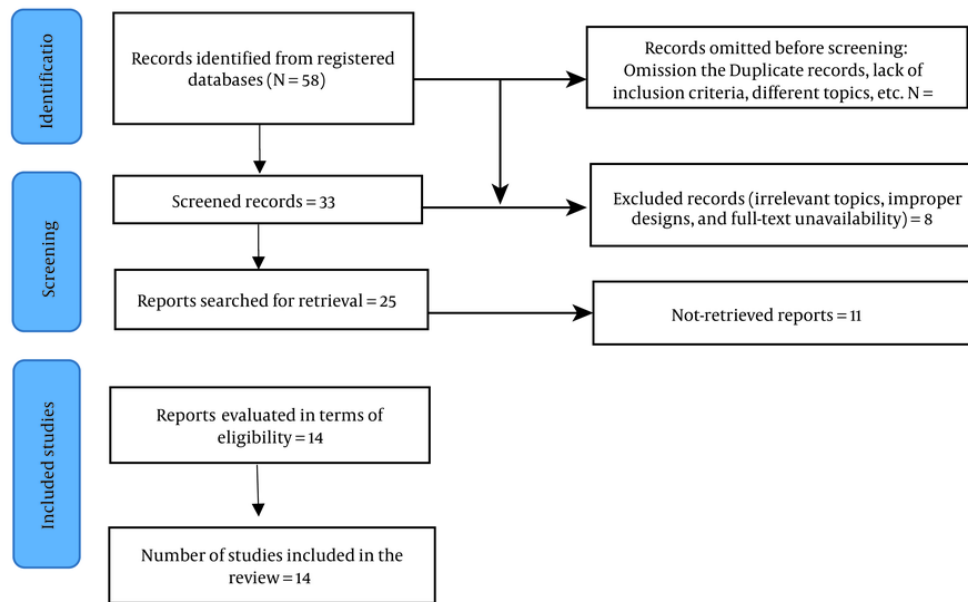 Identificatio
Records identified from registered
databases (N = 58)
Records omitted before screening:
Omission the Duplicate records, lack of
inclusion criteria, different topics, etc. N =
Screening
Screened records = 33
Excluded records (irrelevant topics, improper
designs, and full-text unavailability) = 8
Reports searched for retrieval = 25
Not-retrieved reports = 11
Included studies
Reports evaluated in terms of
eligibility = 14
Number of studies included in the
review = 14